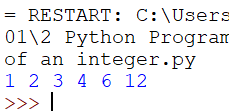 = RESTART: C:\Users
01\2 Python Program
of an integer.py
1 2 3 4 6 12
>>>